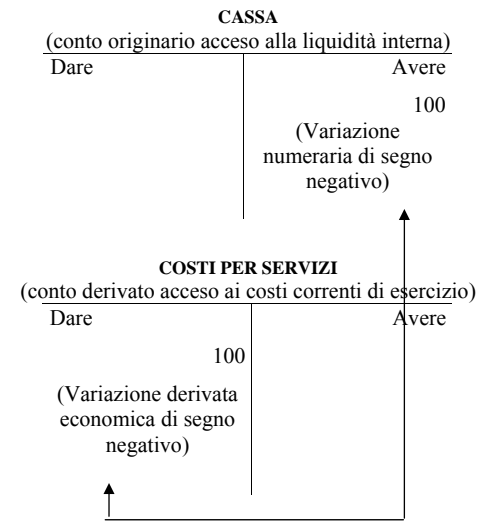 CASSA
(conto originario acceso alla liquidità interna)
Dare Avere
100
(Variazione
numeraria di segno
negativo)
COSTI PER SERVIZI
(conto derivato acceso ai costi correnti di esercizio)
Dare Avere
100
(Variazione derivata
economica di segno
negativo)